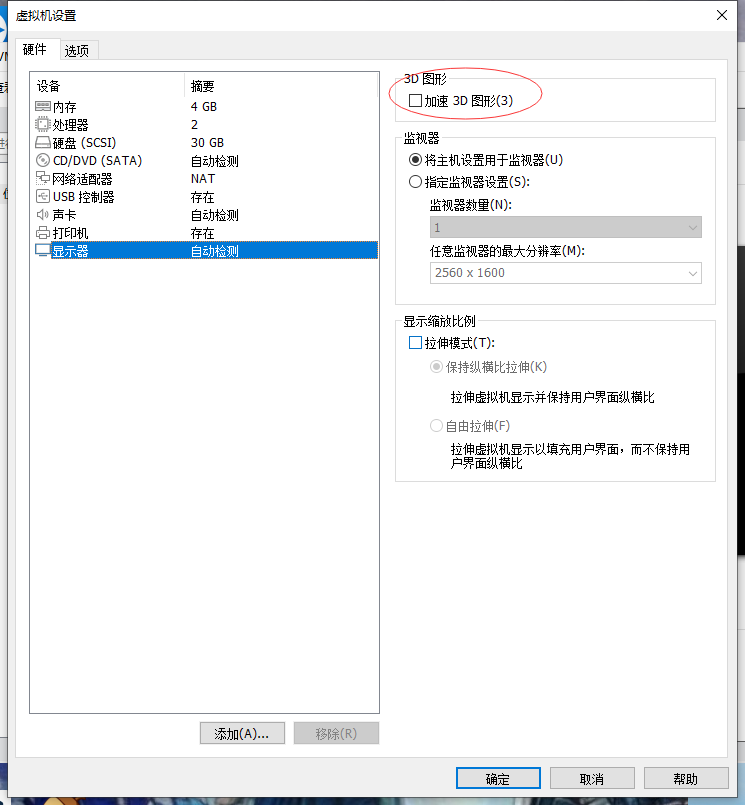 虚拟机设置
硬件 选项
设备 摘要
内存 4 GB
处理器 2
硬盘 (SCSI) 30 GB
CD/DVD (SATA) 自动检测
网络适配器 NAT
USB 控制器 存在
声卡 自动检测
打印机 存在
显示器 自动检测
添加(A)... 移除(R)
3D 图形
加速 3D 图形(3)
监视器
将主机设置用于监视器(U)
指定监视器设置(S):
监视器数量(N):
1
任意监视器的最大分辨率(M):
2560 x 1600
显示缩放比例
拉伸模式(T):
保持纵横比拉伸(K)
拉伸虚拟机显示并保持用户界面纵横比
自由拉伸(F)
拉伸虚拟机显示以填充用户界面，而不保持用
户界面纵横比
确定 取消 帮助